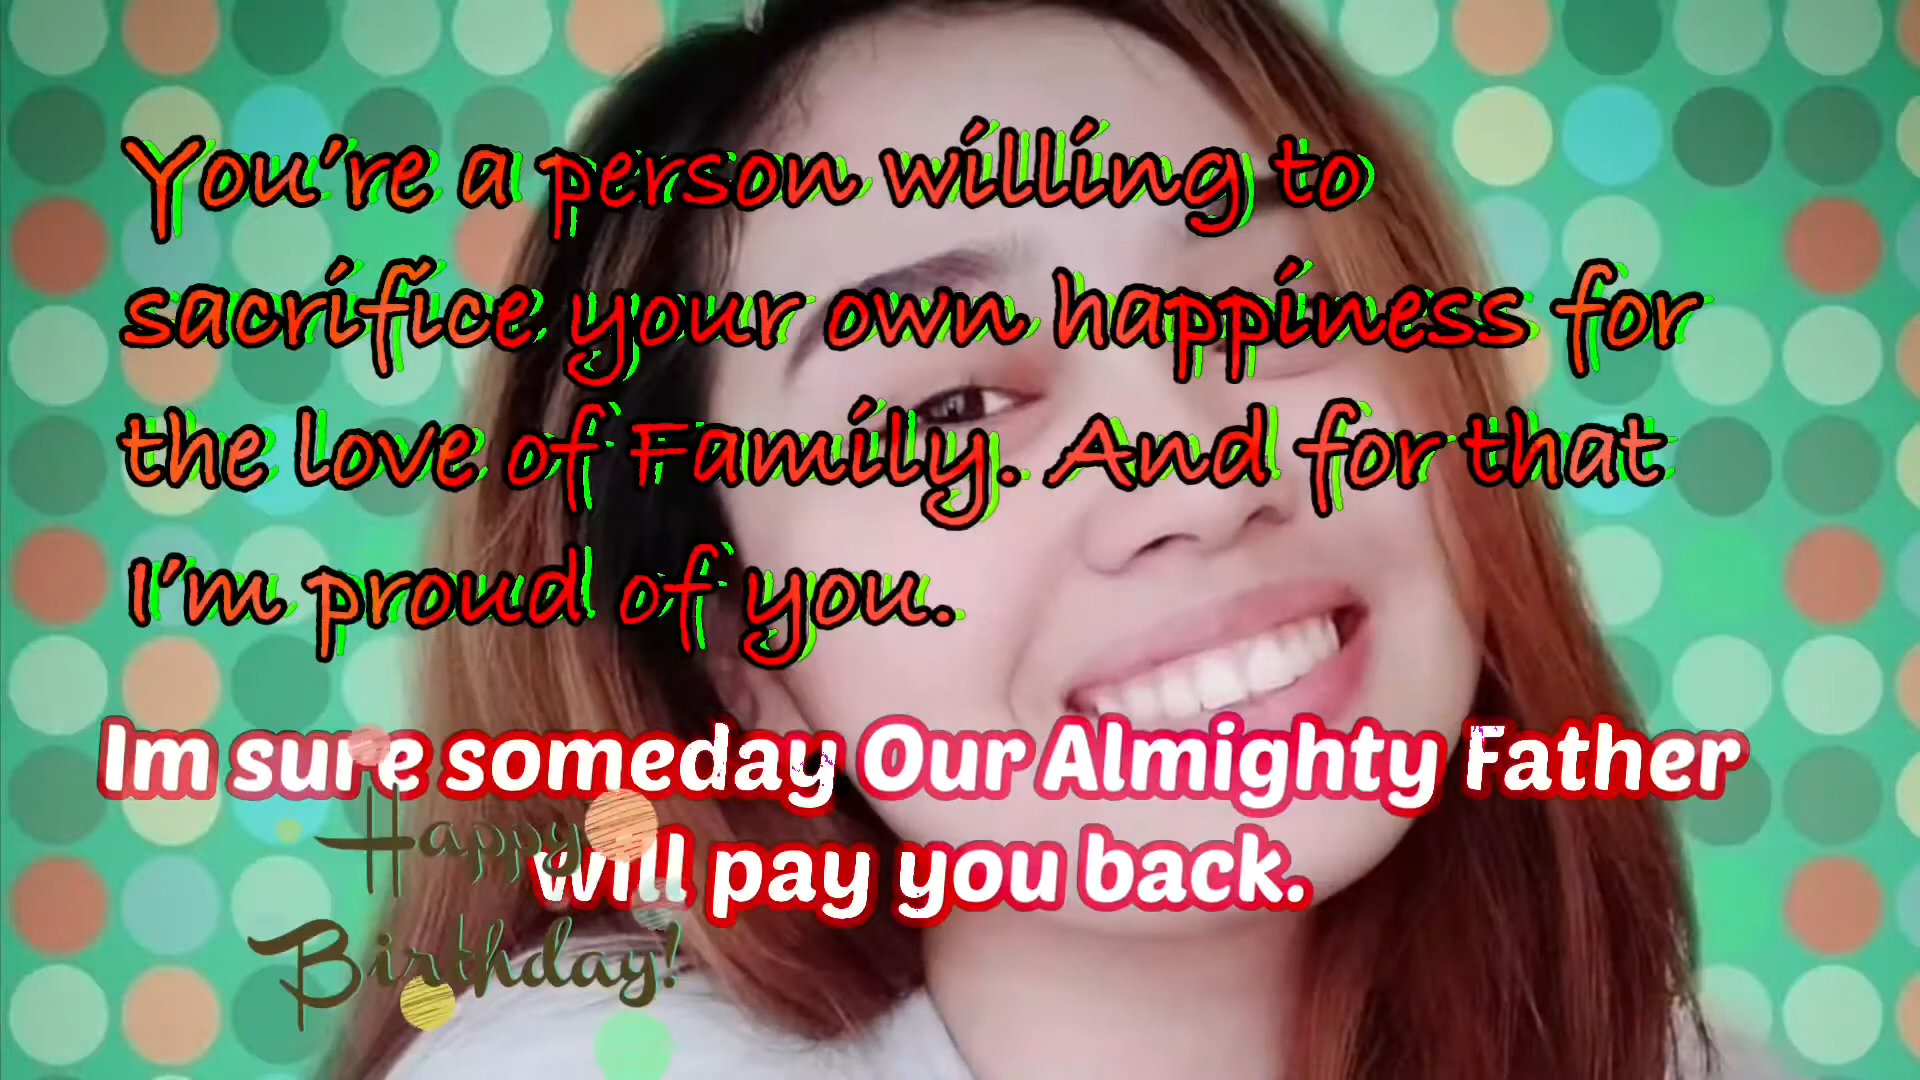 You're a person willing to
sacrifice your own happiness for
the love of Family. And for that
I'm proud of you.
Im sure someday Our Almighty Father
will pay you back.
Happy
Birthday!